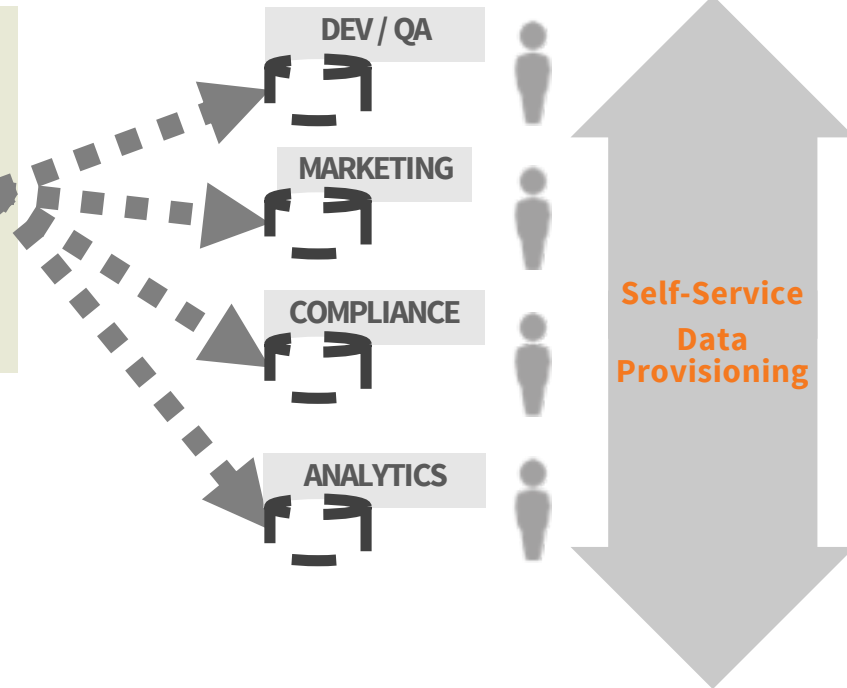 DEV / QA
MARKETING
COMPLIANCE
ANALYTICS
Self-Service
Data
Provisioning